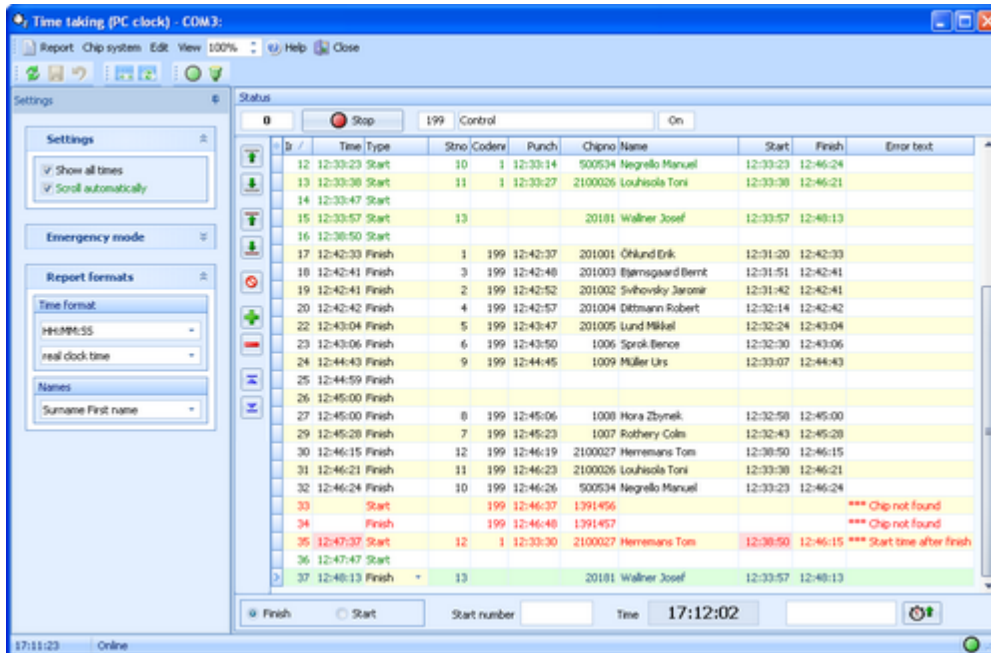 Time taking (PC clock) - COM3:
Report Chip system Edit View 100% Help Close
Settings
Status
0 Stop 199 Control On
Settings
Show all times
Scroll automatically
Emergency mode
Report formats
Time format
HH:MM:SS
real clock time
Names
Surname First name
Time Type Stno Codenr Punch Chipno Name Start Finish Error text
12 12:33:23 Start 10 1 12:33:14 500534 Negrello Manuel 12:33:23 12:46:24
13 12:33:38 Start 11 1 12:33:27 2100026 Louhisola Toni 12:33:38 12:46:21
14 12:33:47 Start
15 12:33:57 Start 13 20181 Wallner Josef 12:33:57 12:48:13
16 12:38:50 Start
17 12:42:33 Finish 1 199 12:42:37 201001 Öhlund Erik 12:31:20 12:42:33
18 12:42:41 Finish 3 199 12:42:48 201003 Bjørnsgaard Bernt 12:31:51 12:42:41
19 12:42:41 Finish 2 199 12:42:52 201002 Svihovsky Jaromir 12:31:42 12:42:41
20 12:42:42 Finish 4 199 12:42:57 201004 Dittmann Robert 12:32:14 12:42:42
22 12:43:04 Finish 5 199 12:43:47 201005 Lund Mikkel 12:32:24 12:43:04
23 12:43:06 Finish 6 199 12:43:50 1006 Sprok Bence 12:32:30 12:43:06
24 12:44:43 Finish 9 199 12:44:45 1009 Müller Urs 12:33:07 12:44:43
25 12:44:59 Finish
26 12:45:00 Finish
27 12:45:00 Finish 8 199 12:45:06 1008 Hora Zbynek 12:32:58 12:45:00
29 12:45:28 Finish 7 199 12:45:23 1007 Rothery Colm 12:32:43 12:45:28
30 12:46:15 Finish 12 199 12:46:19 2100027 Herremans Tom 12:38:50 12:46:15
31 12:46:21 Finish 11 199 12:46:23 2100026 Louhisola Toni 12:33:38 12:46:21
32 12:46:24 Finish 10 199 12:46:26 500534 Negrello Manuel 12:33:23 12:46:24
33 Start 199 12:46:37 1391456 *** Chip not found
34 Finish 199 12:46:48 1391457 *** Chip not found
35 12:47:37 Start 12 1 12:33:30 2100027 Herremans Tom 12:38:50 12:46:15 *** Start time after finish
36 12:47:47 Start
37 12:48:13 Finish 13 20181 Wallner Josef 12:33:57 12:48:13
Finish Start Start number Time 17:12:02
17:11:23 Online